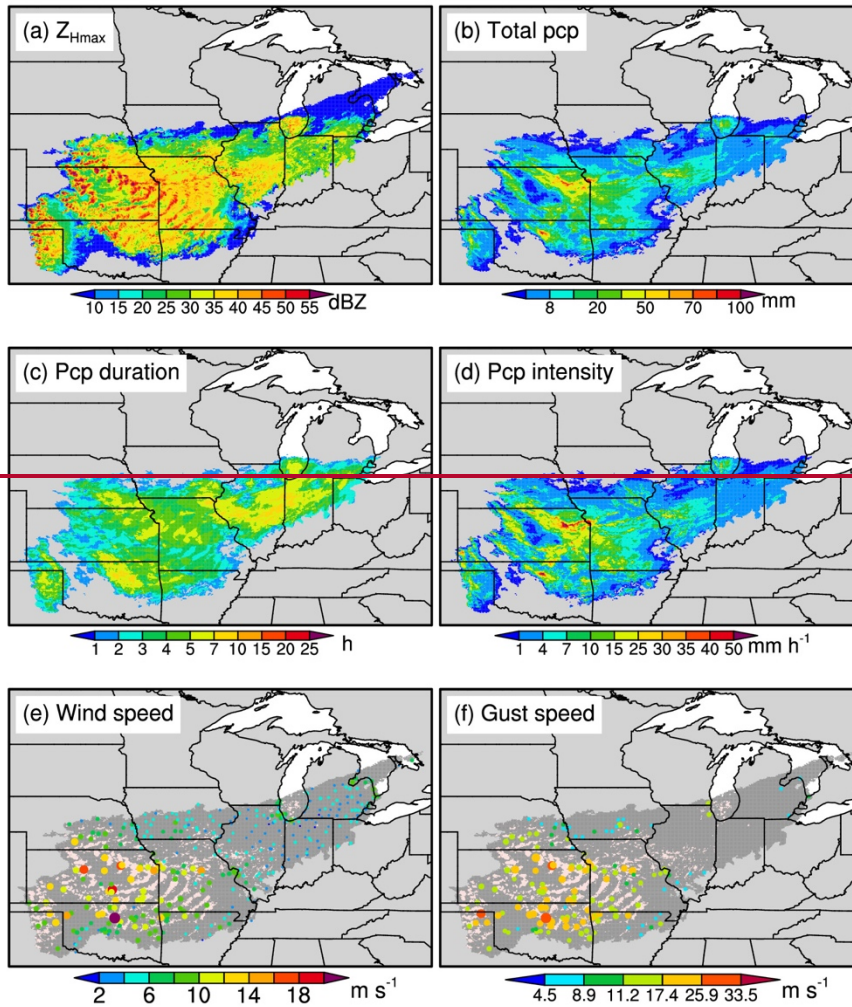 (a) Z_Hmax
(b) Total pcp
10 15 20 25 30 35 40 45 50 55 dBZ
8 20 50 70 100 mm
(c) Pcp duration
(d) Pcp intensity
1 2 3 4 5 7 10 15 20 25 h
1 4 7 10 15 25 30 35 40 50 mm h⁻¹
(e) Wind speed
(f) Gust speed
2 6 10 14 18 m s⁻¹
4.5 8.9 11.2 17.4 25.9 33.5 m s⁻¹